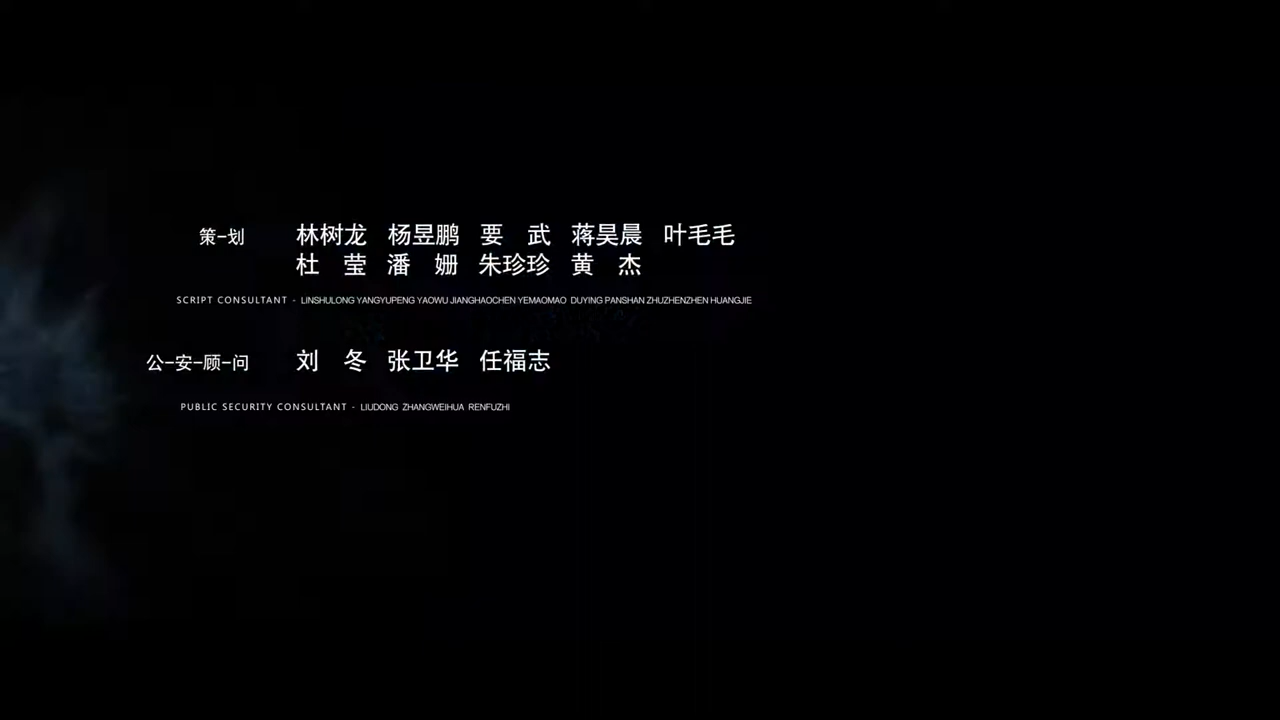 策-划 林树龙 杨昱鹏 要 武 蒋昊晨 叶毛毛
杜 莹 潘 姗 朱珍珍 黄 杰
SCRIPT CONSULTANT - LINSHULONG YANGYUPENG YAOWU JIANGHAOCHEN YEMAOMAO DUYING PANSHAN ZHUZHENZHEN HUANGJIE
公-安-顾-问 刘 冬 张卫华 任福志
PUBLIC SECURITY CONSULTANT - LIUDONG ZHANGWEIHUA RENFUZHI